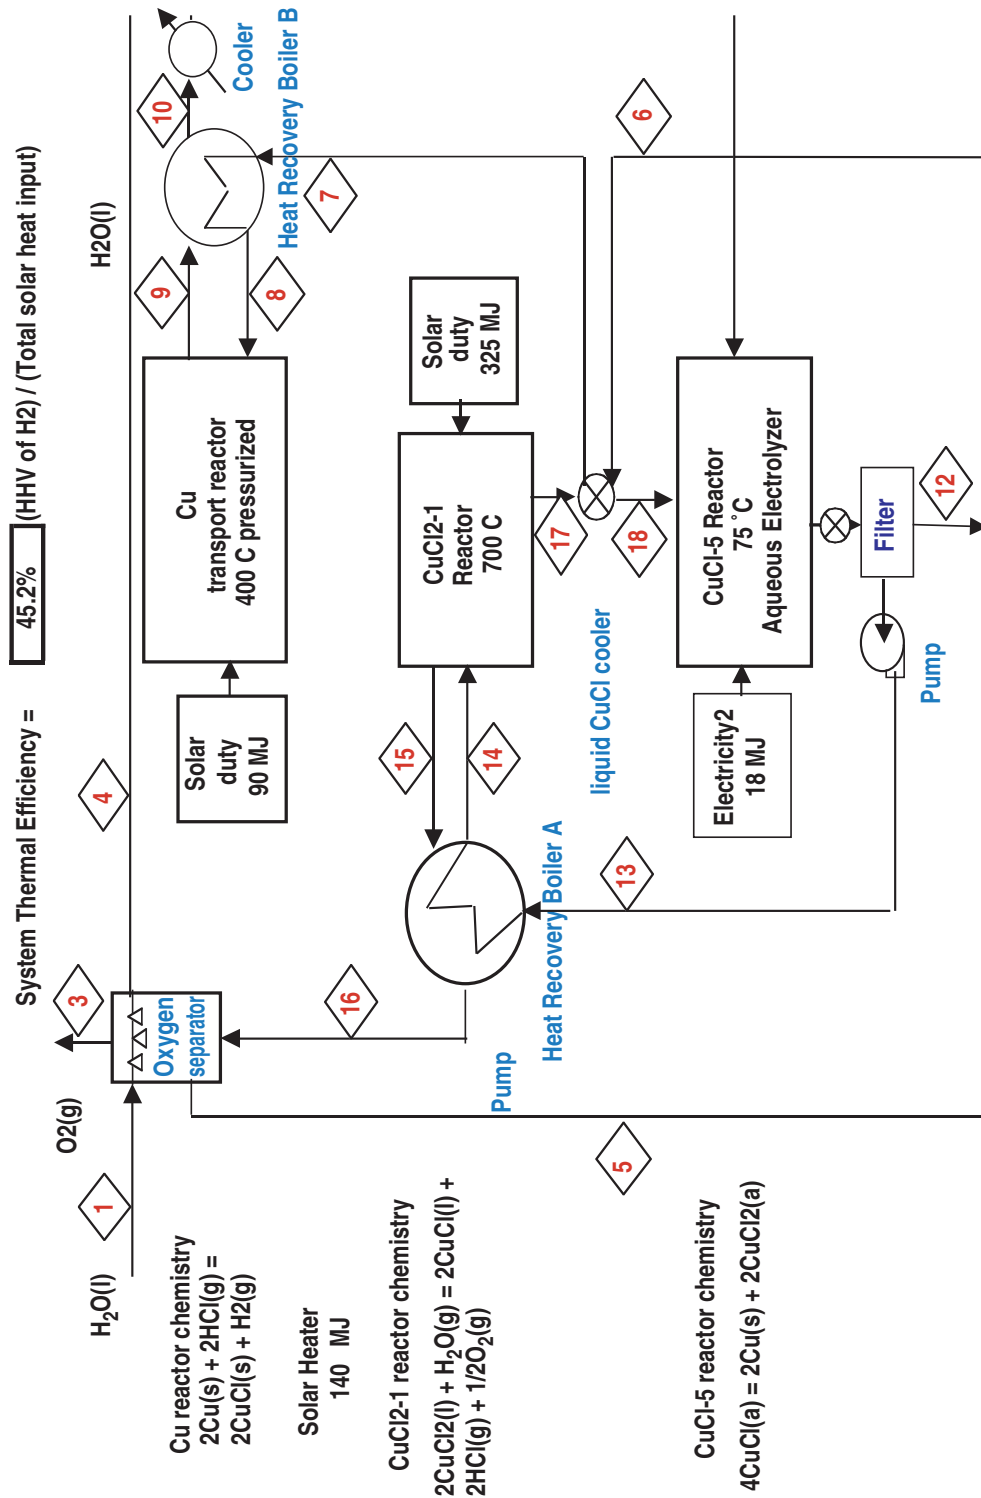 System Thermal Efficiency =
45.2%
(HHV of H2) / (Total solar heat input)
H₂O(l)
1
O2(g)
3
Oxygen
separator
4
H2O(l)
Cu reactor chemistry
2Cu(s) + 2HCl(g) =
2CuCl(s) + H2(g)
Solar
duty
90 MJ
Cu
transport reactor
400 C pressurized
9
8
10
Cooler
Heat Recovery Boiler B
7
Solar Heater
140 MJ
16
CuCl2-1 reactor chemistry
2CuCl2(l) + H₂O(g) = 2CuCl(l) +
2HCl(g) + 1/2O₂(g)
Pump
Heat Recovery Boiler A
15
14
CuCl2-1
Reactor
700 C
Solar
duty
325 MJ
17
18
liquid CuCl cooler
5
13
6
CuCl-5 reactor chemistry
4CuCl(a) = 2Cu(s) + 2CuCl2(a)
Electricity2
18 MJ
CuCl-5 Reactor
75 ˚C
Aqueous Electrolyzer
Pump
Filter
12